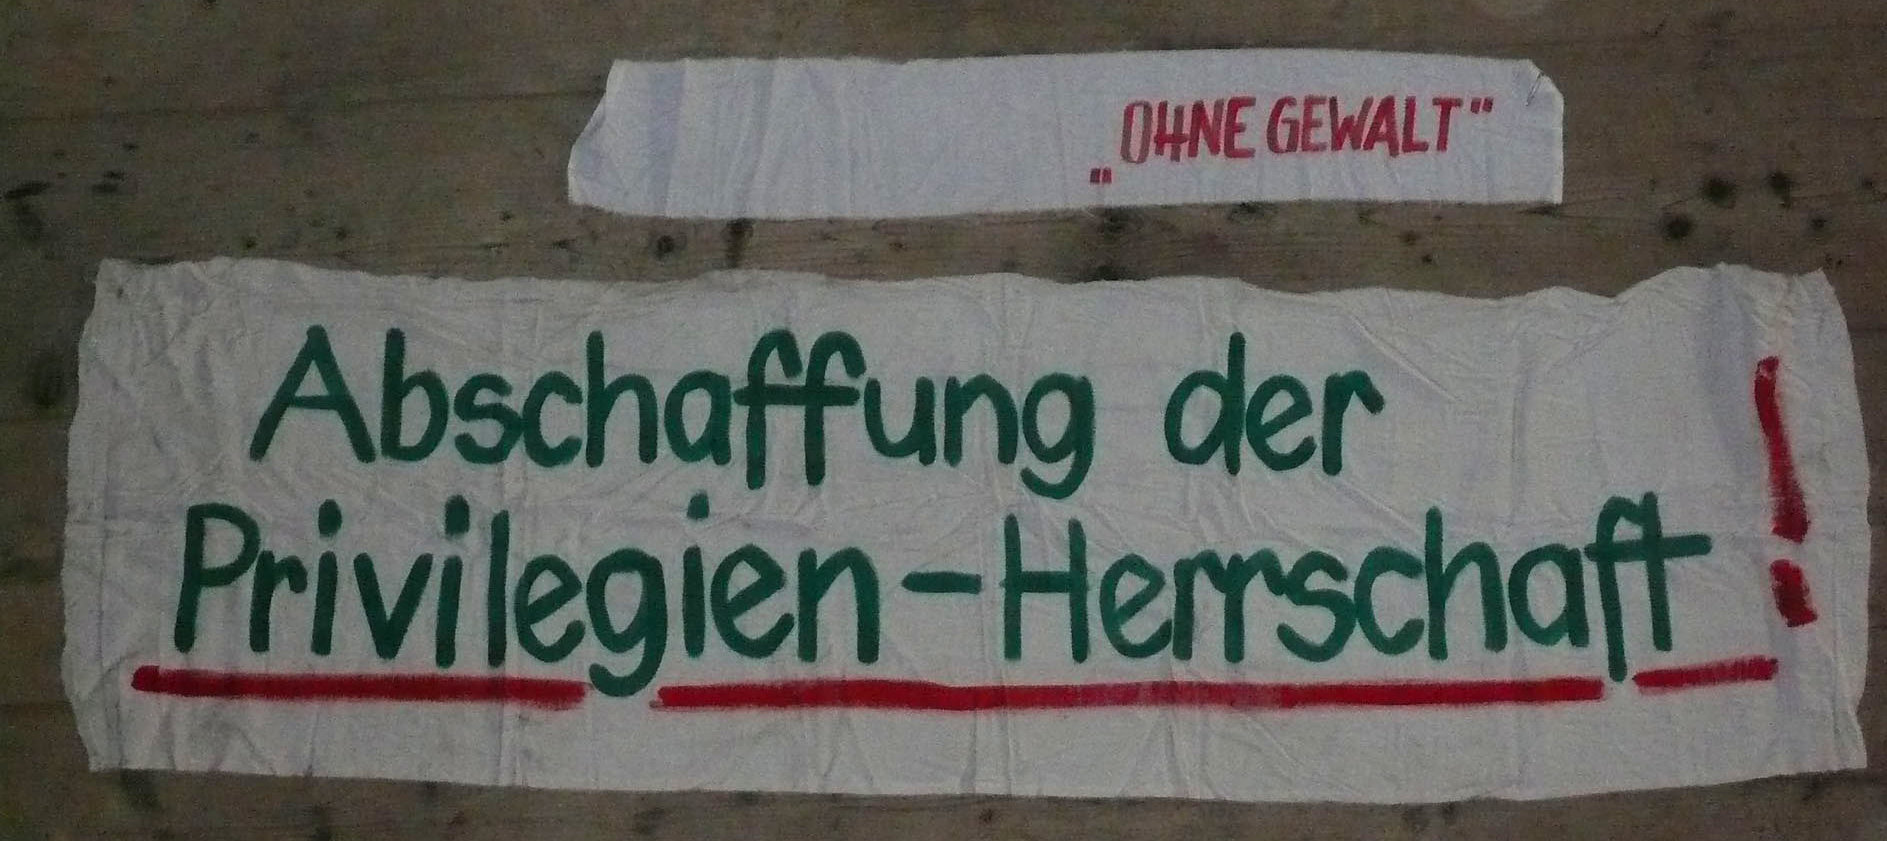 „OHNE GEWALT"
Abschaffung der
Privilegien-Herrschaft!